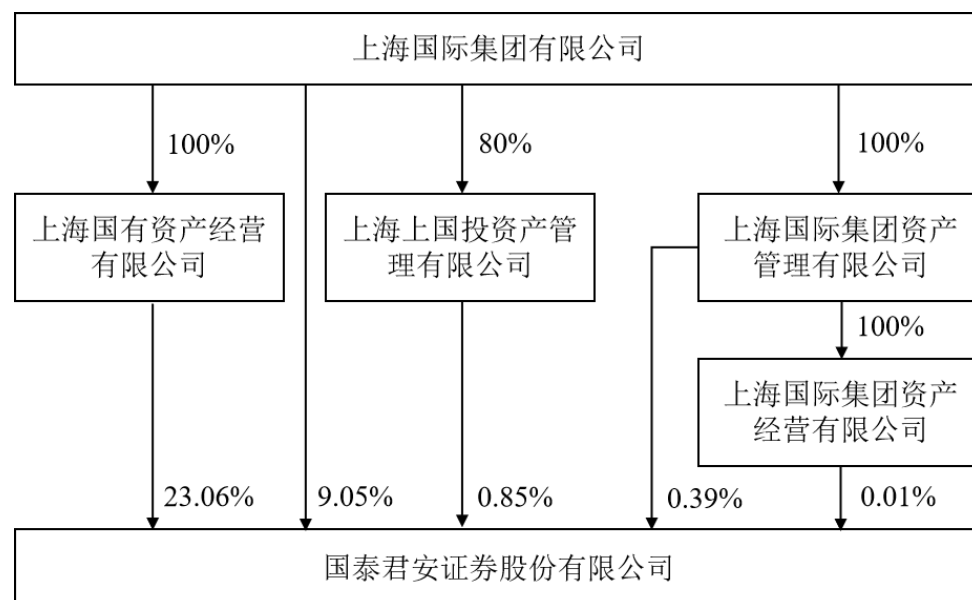 上海国际集团有限公司
100%
80%
100%
上海国有资产经营
有限公司
上海上国投资产管
理有限公司
上海国际集团资产
管理有限公司
100%
上海国际集团资产
经营有限公司
23.06%
9.05%
0.85%
0.39%
0.01%
国泰君安证券股份有限公司